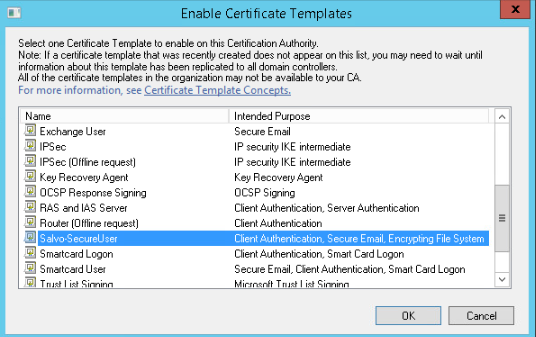 Enable Certificate Templates
x
Select one Certificate Template to enable on this Certification Authority.
Note: If a certificate template that was recently created does not appear on this list, you may need to wait until
information about this template has been replicated to all domain controllers.
All of the certificate templates in the organization may not be available to your CA.
For more information, see Certificate Template Concepts.
Name Intended Purpose
Exchange User Secure Email
IPSec IP security IKE intermediate
IPSec (Offline request) IP security IKE intermediate
Key Recovery Agent Key Recovery Agent
OCSP Response Signing OCSP Signing
RAS and IAS Server Client Authentication, Server Authentication
Router (Offline request) Client Authentication
Salvo-SecureUser Client Authentication, Secure Email, Encrypting File System
Smartcard Logon Client Authentication, Smart Card Logon
Smartcard User Secure Email, Client Authentication, Smart Card Logon
Trust List Signing Microsoft Trust List Signing
OK Cancel